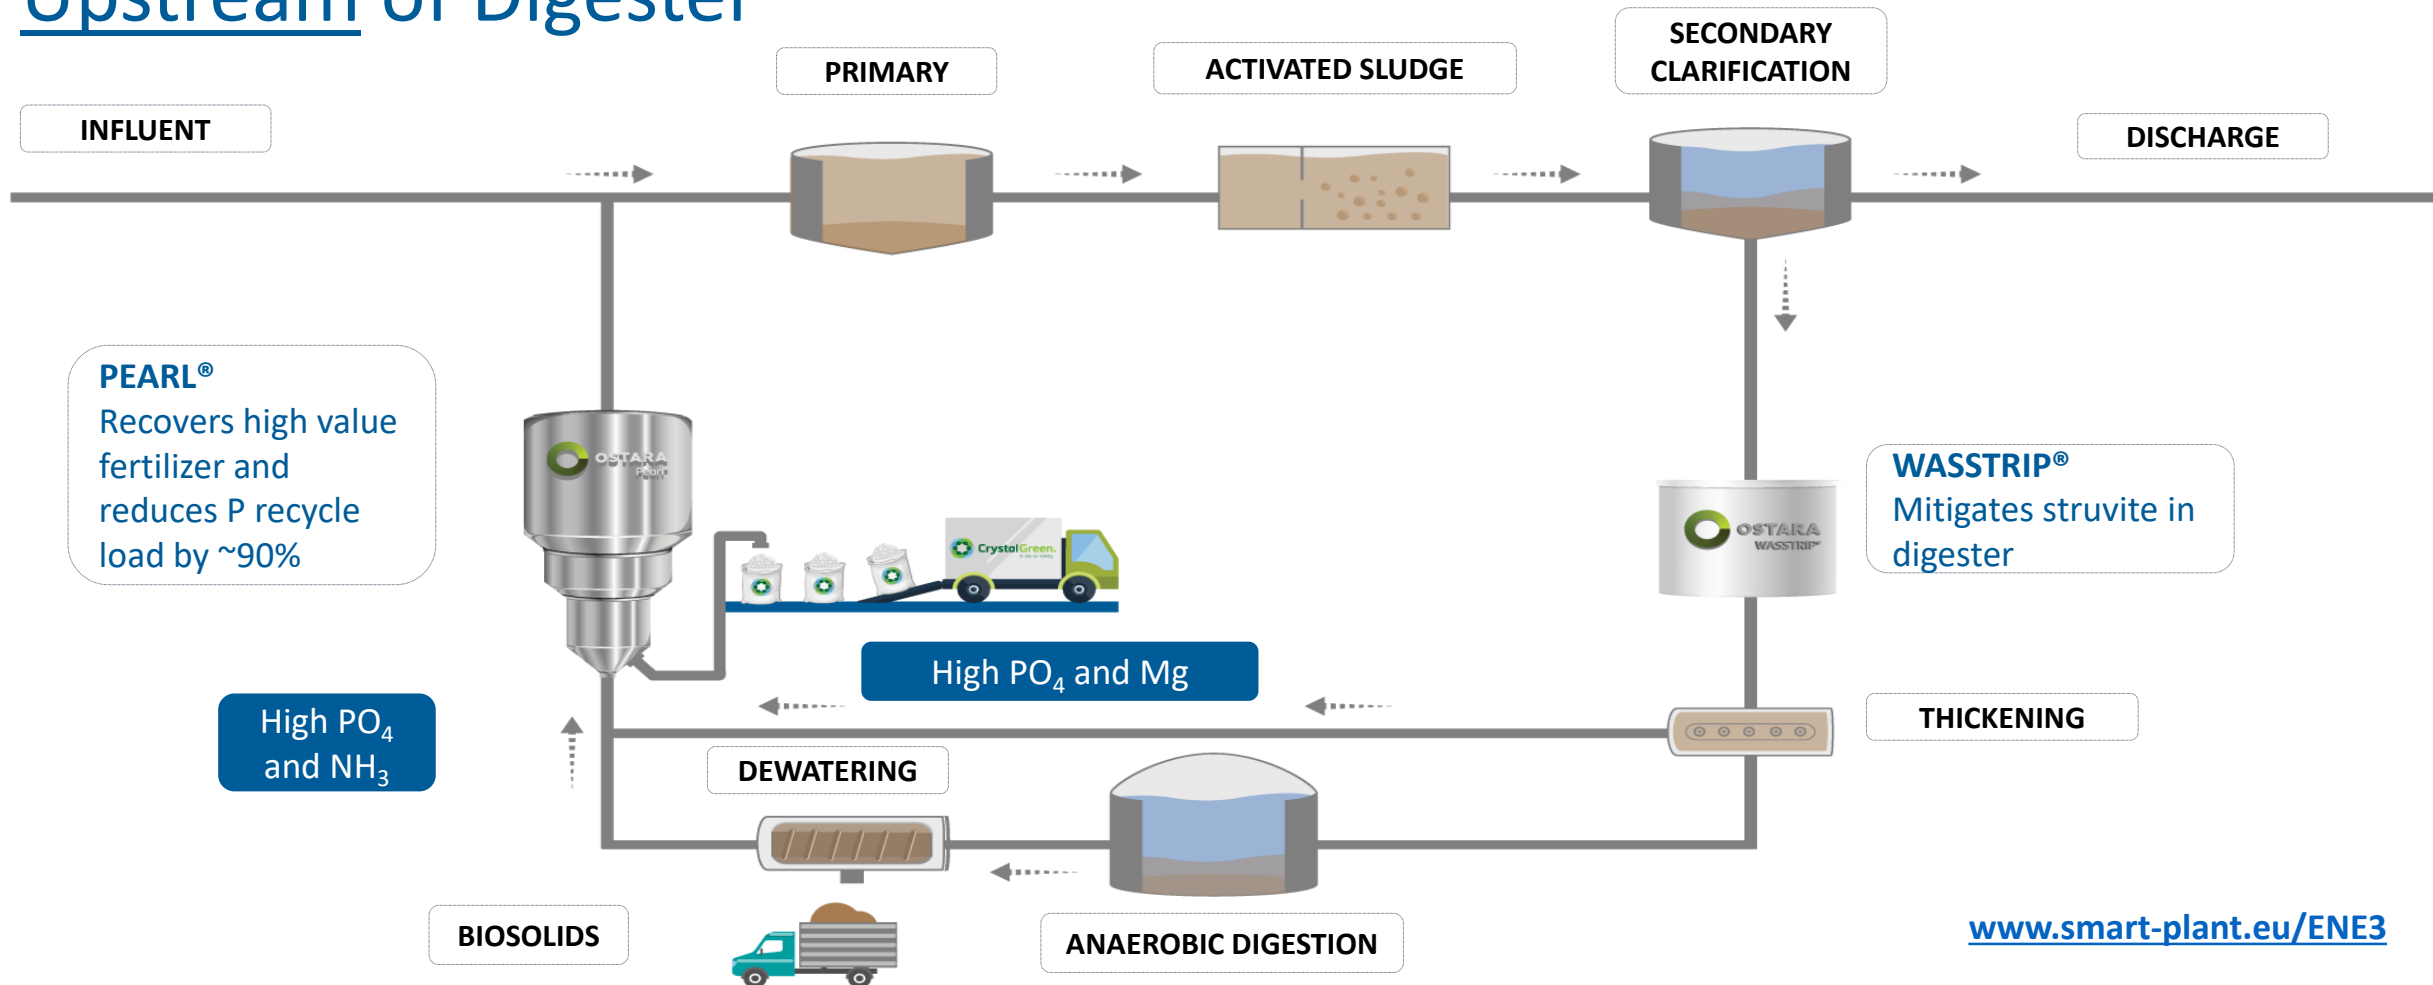 Upstream of Digester
PRIMARY
ACTIVATED SLUDGE
SECONDARY
CLARIFICATION
INFLUENT
DISCHARGE
PEARL®
Recovers high value
fertilizer and
reduces P recycle
load by ~90%
OSTARA
Pearl
CrystalGreen.
WASSTRIP®
Mitigates struvite in
digester
OSTARA
WASSTRIP
High PO₄ and Mg
High PO₄
and NH₃
THICKENING
DEWATERING
BIOSOLIDS
ANAEROBIC DIGESTION
www.smart-plant.eu/ENE3